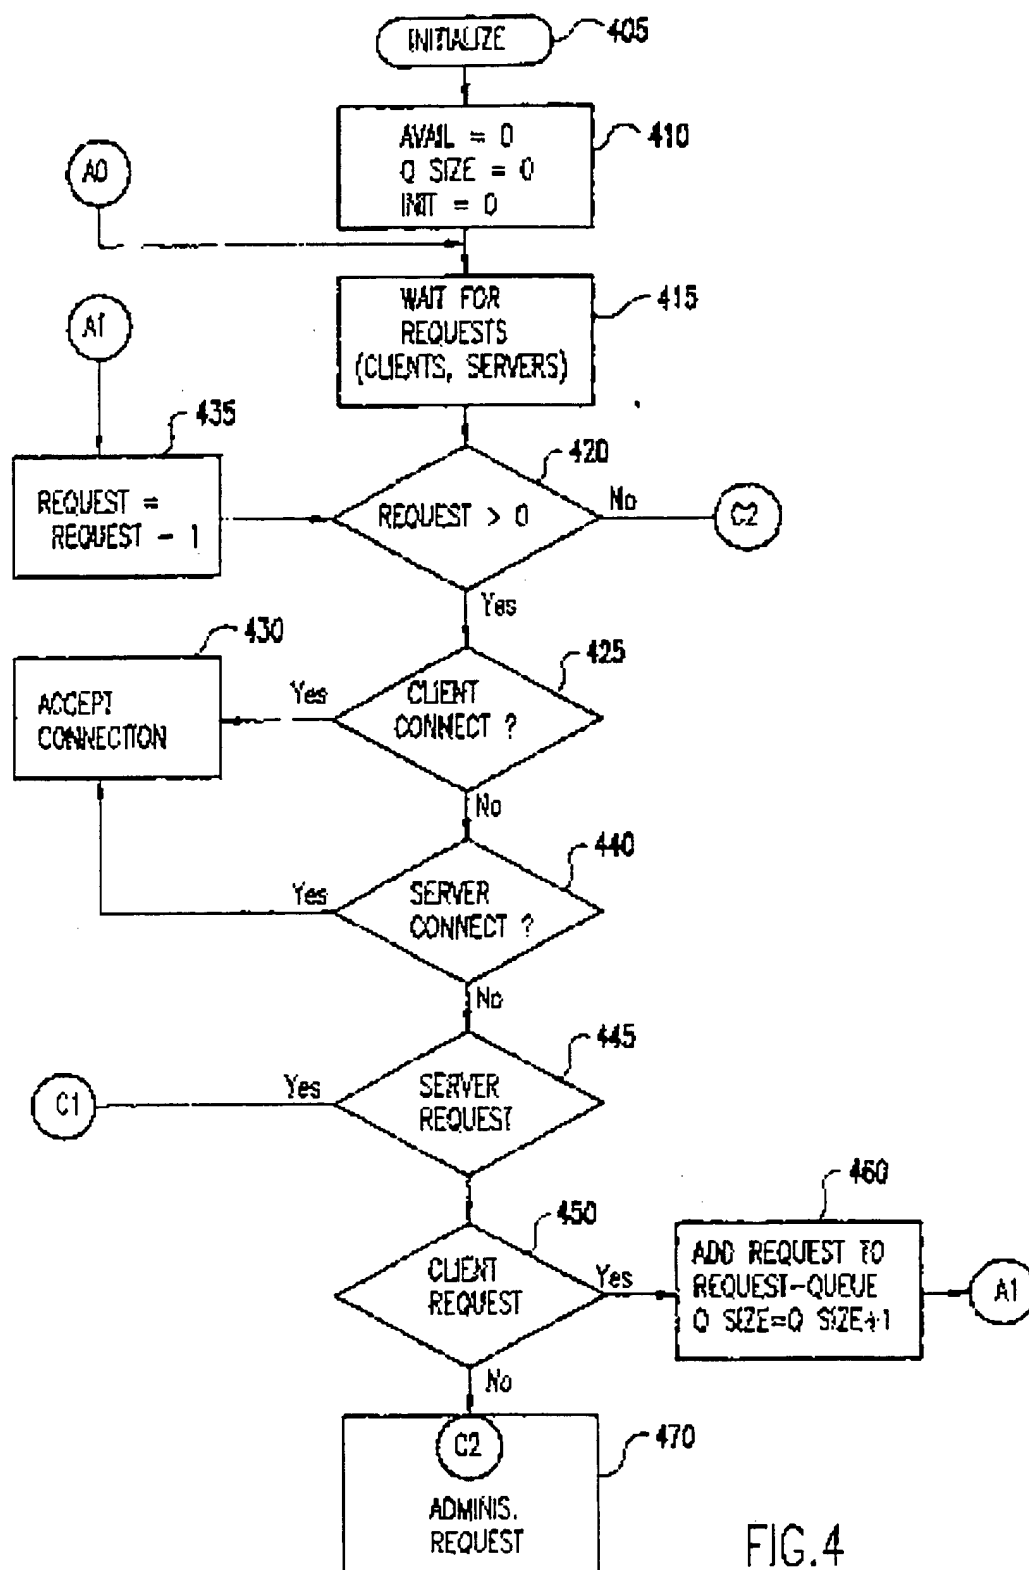 INITIALIZE
405
AVAIL = 0
Q SIZE = 0
INIT = 0
410
A0
WAIT FOR
REQUESTS
(CLIENTS, SERVERS)
415
A1
435
REQUEST =
REQUEST - 1
REQUEST > 0
420
No
C2
Yes
430
ACCEPT
CONNECTION
Yes
CLIENT
CONNECT ?
425
No
Yes
SERVER
CONNECT ?
440
No
C1
Yes
SERVER
REQUEST
445
CLIENT
REQUEST
450
Yes
460
ADD REQUEST TO
REQUEST-QUEUE
Q SIZE=Q SIZE+1
A1
No
C2
ADMINIS.
REQUEST
470
FIG.4